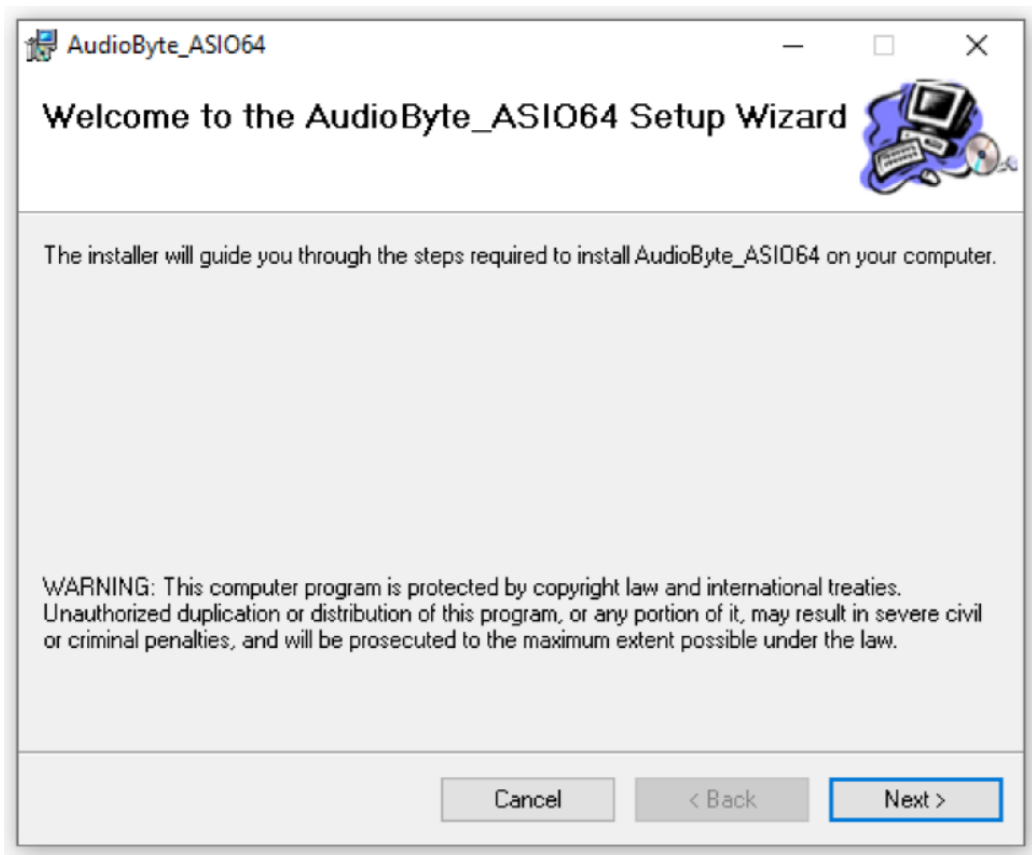 AudioByte_ASIO64
Welcome to the AudioByte_ASIO64 Setup Wizard
The installer will guide you through the steps required to install AudioByte_ASIO64 on your computer.
WARNING: This computer program is protected by copyright law and international treaties.
Unauthorized duplication or distribution of this program, or any portion of it, may result in severe civil
or criminal penalties, and will be prosecuted to the maximum extent possible under the law.
Cancel
< Back
Next >